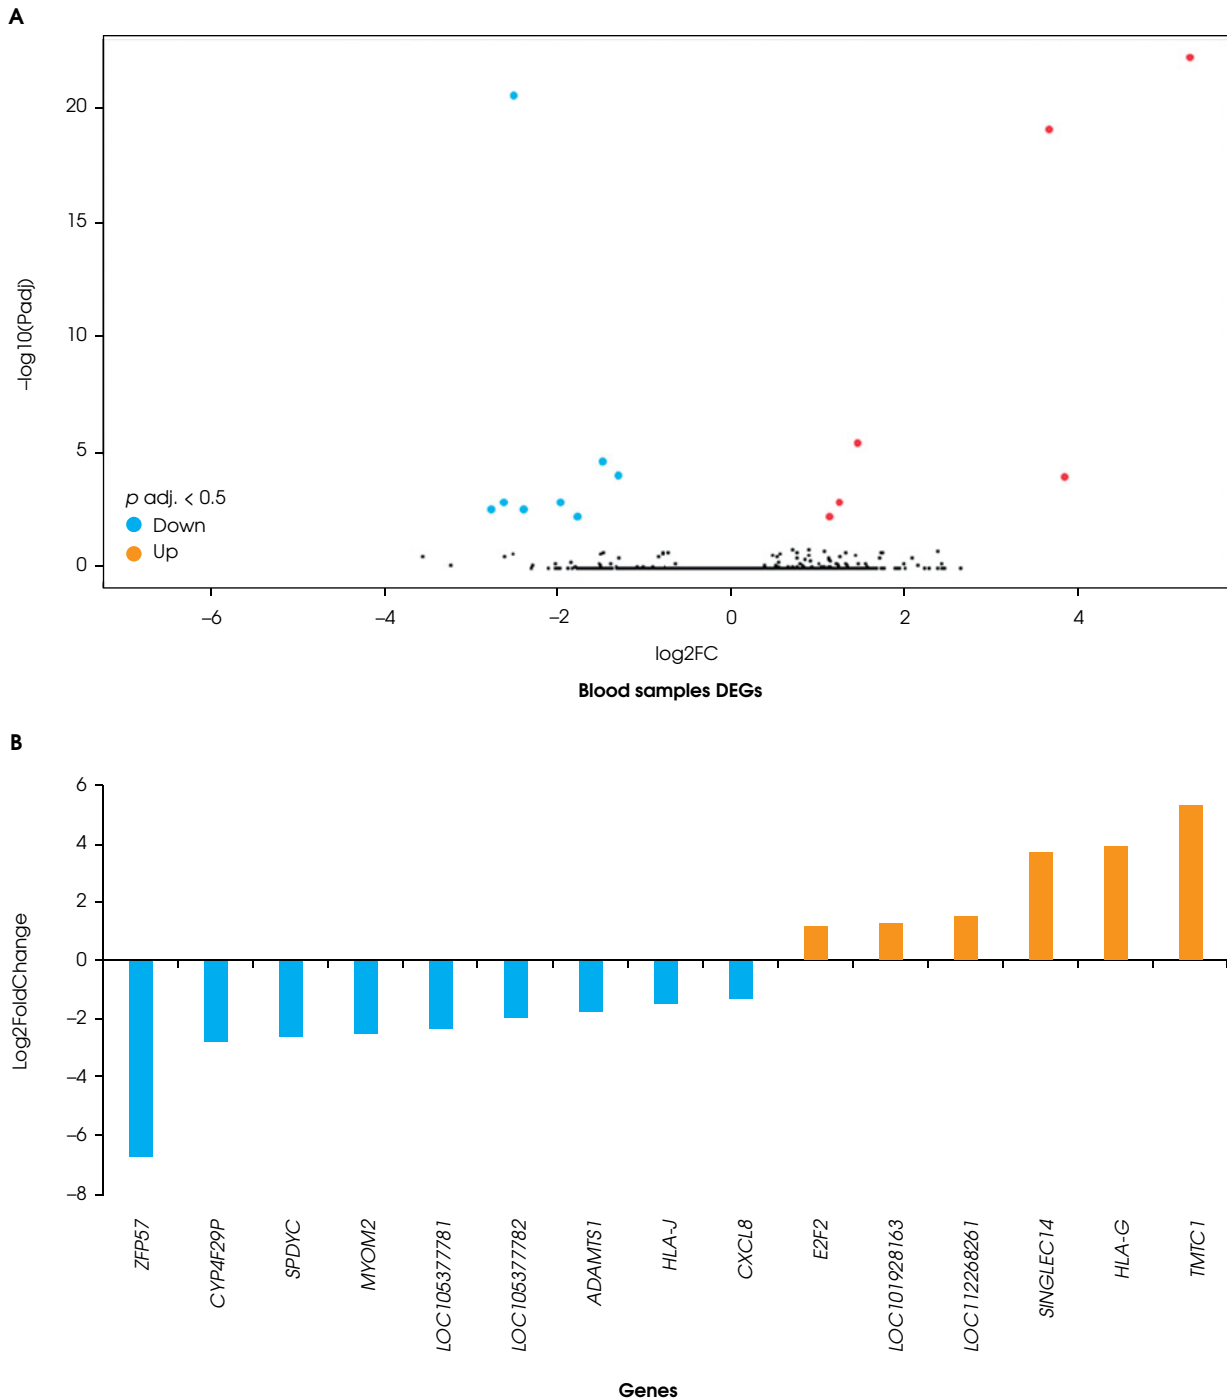 A
20
15
10
5
0
–log10(Padj)
p adj. < 0.5
Down
Up
–6
–4
–2
0
2
4
log2FC
Blood samples DEGs
B
6
4
2
0
–2
–4
–6
–8
Log2FoldChange
ZFP57
CYP4F29P
SPDYC
MYOM2
LOC105377781
LOC105377782
ADAMTS1
HLA-J
CXCL8
E2F2
LOC101928163
LOC112268261
SINGLEC14
HLA-G
TMTC1
Genes